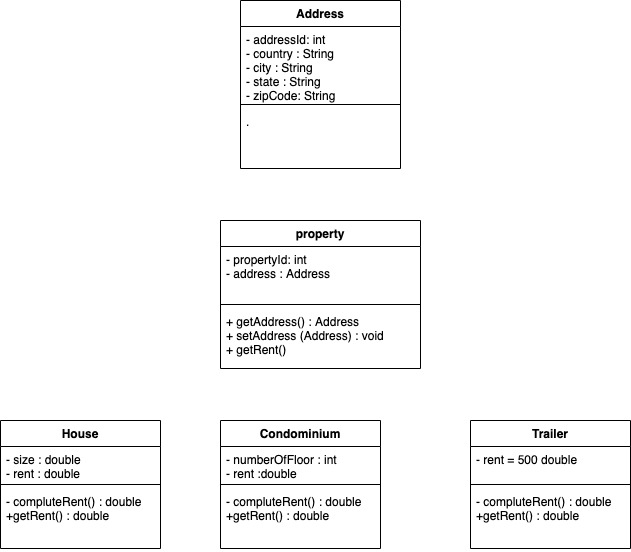 Address
- addressId: int
- country : String
- city : String
- state : String
- zipCode: String
.
property
- propertyId: int
- address : Address
+ getAddress() : Address
+ setAddress (Address) : void
+ getRent()
House
- size : double
- rent : double
- compluteRent() : double
+getRent() : double
Condominium
- numberOfFloor : int
- rent :double
- compluteRent() : double
+getRent() : double
Trailer
- rent = 500 double
- compluteRent() : double
+getRent() : double